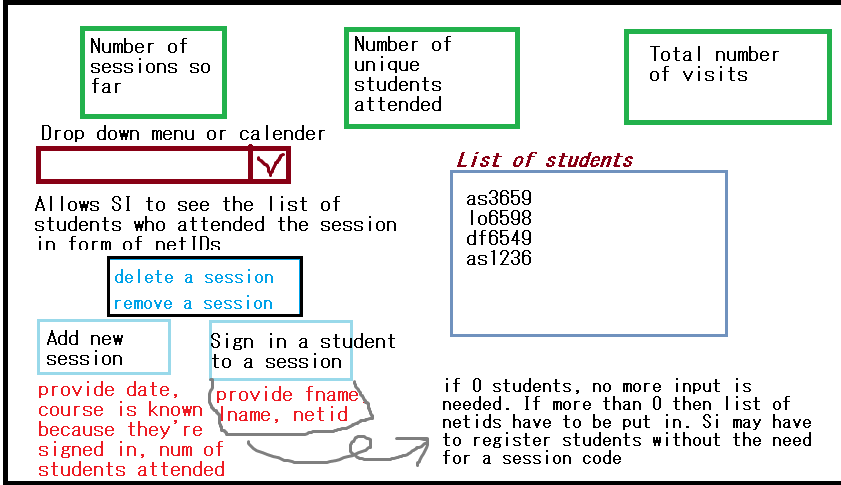 Number of
sessions so
far
Number of
unique
students
attended
Total number
of visits
Drop down menu or calender
Allows SI to see the list of
students who attended the session
in form of netIDs
List of students
as3659
lo6598
df6549
as1236
delete a session
remove a session
Add new
session
Sign in a student
to a session
provide date,
course is known
because they're
signed in, num of
students attended
provide fname
lname, netid
if 0 students, no more input is
needed. If more than 0 then list of
netids have to be put in. Si may have
to register students without the need
for a session code